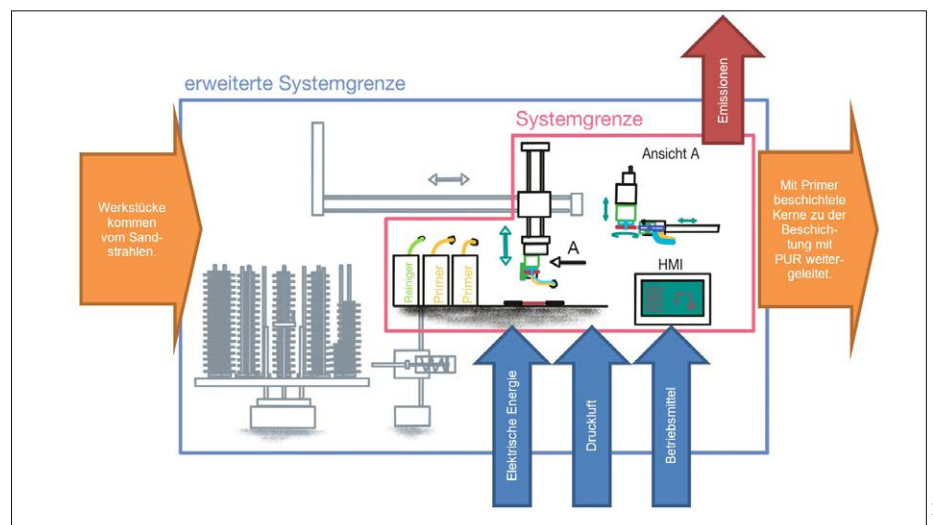 erweiterte Systemgrenze
Emissionen
Systemgrenze
Ansicht A
Werkstücke
kommen
vom Sand-
strahlen.
Mit Primer
beschichtete
Kerne zu der
Beschich-
tung mit
PUR weiter-
geleitet.
A
HMI
Reiniger
Primer
Primer
Elektrische Energie
Druckluft
Betriebsmittel